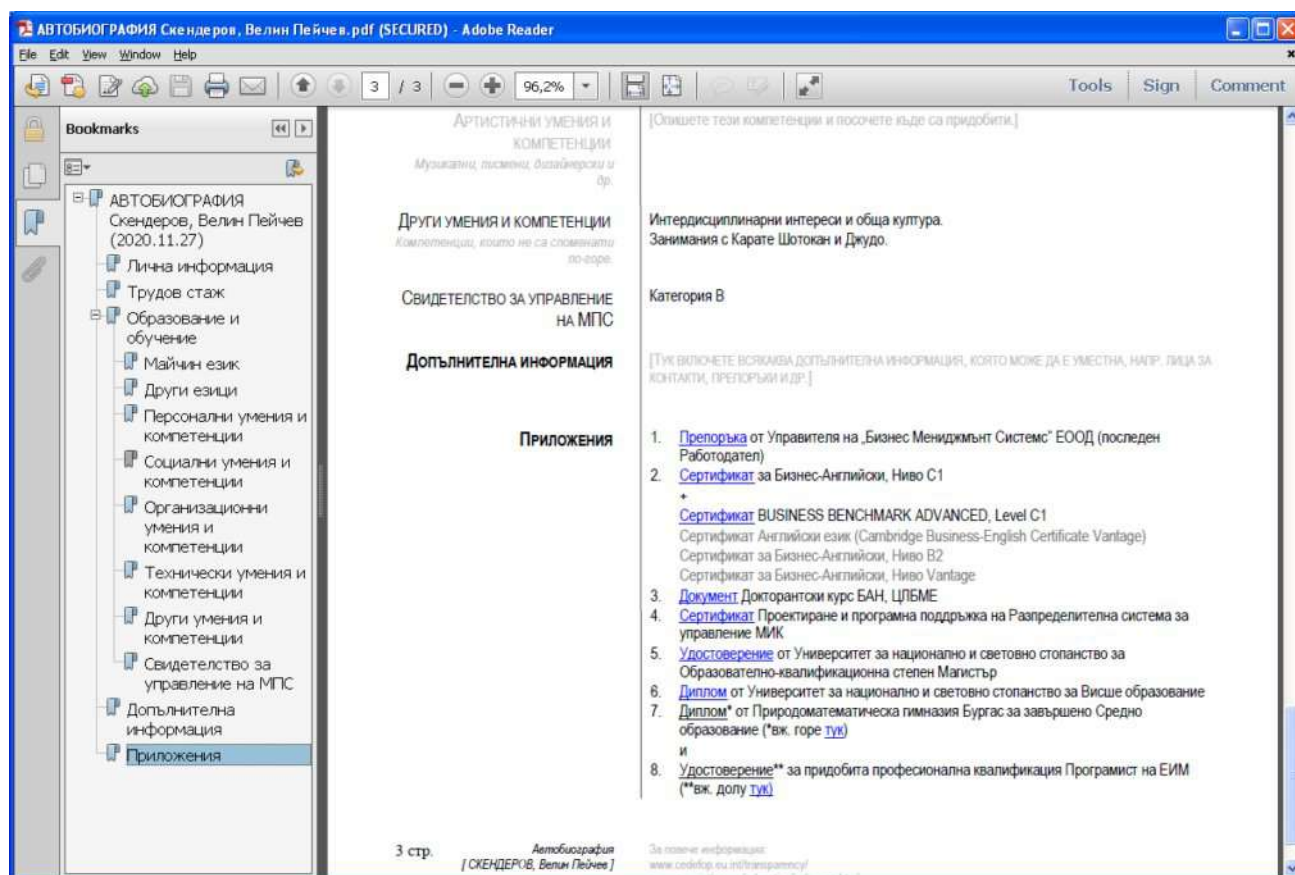 АВТОБИОГРАФИЯ Скендеров, Велин Пейчев.pdf (SECURED) - Adobe Reader
File Edit View Window Help
3 / 3 96,2% Tools Sign Comment
Bookmarks
АВТОБИОГРАФИЯ
Скендеров, Велин Пейчев
(2020.11.27)
Лична информация
Трудов стаж
Образование и
обучение
Майчин език
Други езици
Персонални умения и
компетенции
Социални умения и
компетенции
Организационни
умения и
компетенции
Технически умения и
компетенции
Други умения и
компетенции
Свидетелство за
управление на МПС
Допълнителна
информация
Приложения
АРТИСТИЧНИ УМЕНИЯ И
КОМПЕТЕНЦИИ
Музикални, писмени, дизайнерски и
др.
[Опишете тези компетенции и посочете къде са придобити.]
ДРУГИ УМЕНИЯ И КОМПЕТЕНЦИИ
Компетенции, които не са споменати
по-горе.
Интердисциплинарни интереси и обща култура.
Занимания с Карате Шотокан и Джудо.
СВИДЕТЕЛСТВО ЗА УПРАВЛЕНИЕ
НА МПС
Категория В
ДОПЪЛНИТЕЛНА ИНФОРМАЦИЯ
[ТУК ВКЛЮЧЕТЕ ВСЯКАКВА ДОПЪЛНИТЕЛНА ИНФОРМАЦИЯ, КОЯТО МОЖЕ ДА Е УМЕСТНА, НАПР. ЛИЦА ЗА
КОНТАКТИ, ПРЕПОРЪКИ И ДР.]
ПРИЛОЖЕНИЯ
1. Препоръка от Управителя на „Бизнес Мениджмънт Системс" ЕООД (последен
Работодател)
2. Сертификат за Бизнес-Английски, Ниво C1
+
Сертификат BUSINESS BENCHMARK ADVANCED, Level C1
Сертификат Английски език (Cambridge Business-English Certificate Vantage)
Сертификат за Бизнес-Английски, Ниво B2
Сертификат за Бизнес-Английски, Ниво Vantage
3. Документ Докторантски курс БАН, ЦЛБМЕ
4. Сертификат Проектиране и програмна поддръжка на Разпределителна система за
управление МИК
5. Удостоверение от Университет за национално и световно стопанство за
Образователно-квалификационна степен Магистър
6. Диплом от Университет за национално и световно стопанство за Висше образование
7. Диплом* от Природоматематическа гимназия Бургас за завършено Средно
образование (*вж. горе тук)
и
8. Удостоверение** за придобита професионална квалификация Програмист на ЕИМ
(**вж. долу тук)
3 стр.
Автобиография
[ СКЕНДЕРОВ, Велин Пейчев ]
За повече информация:
www.cedefop.eu.int/transparency/